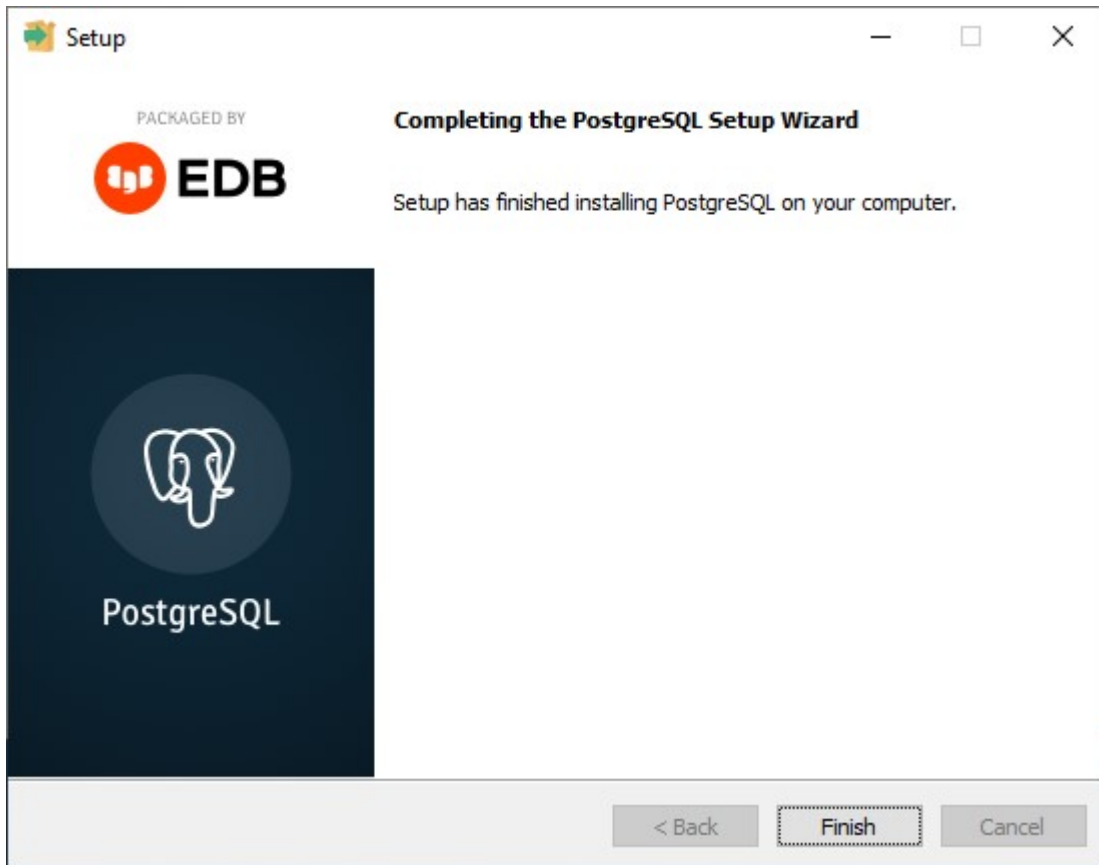 Setup
PACKAGED BY
EDB
Completing the PostgreSQL Setup Wizard
Setup has finished installing PostgreSQL on your computer.
PostgreSQL
< Back
Finish
Cancel